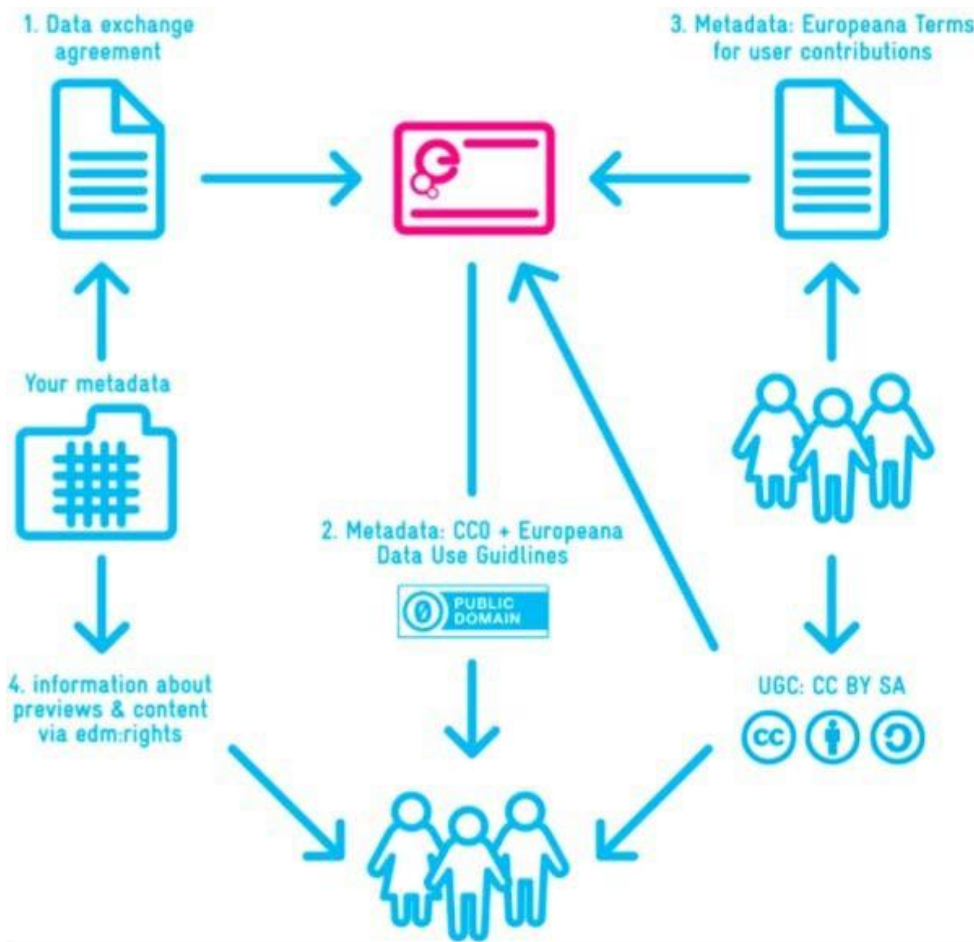 1. Data exchange
agreement
3. Metadata: Europeana Terms
for user contributions
Your metadata
2. Metadata: CC0 + Europeana
Data Use Guidlines
PUBLIC
DOMAIN
4. information about
previews & content
via edm:rights
UGC: CC BY SA
cc